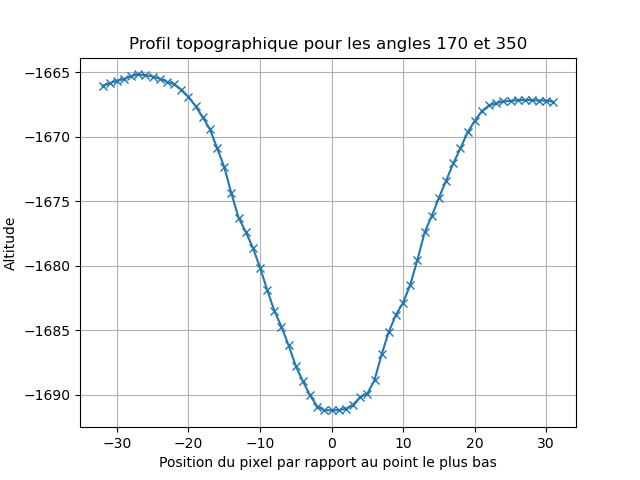 Profil topographique pour les angles 170 et 350
−1665
−1670
−1675
−1680
−1685
−1690
Altitude
−30 −20 −10 0 10 20 30
Position du pixel par rapport au point le plus bas